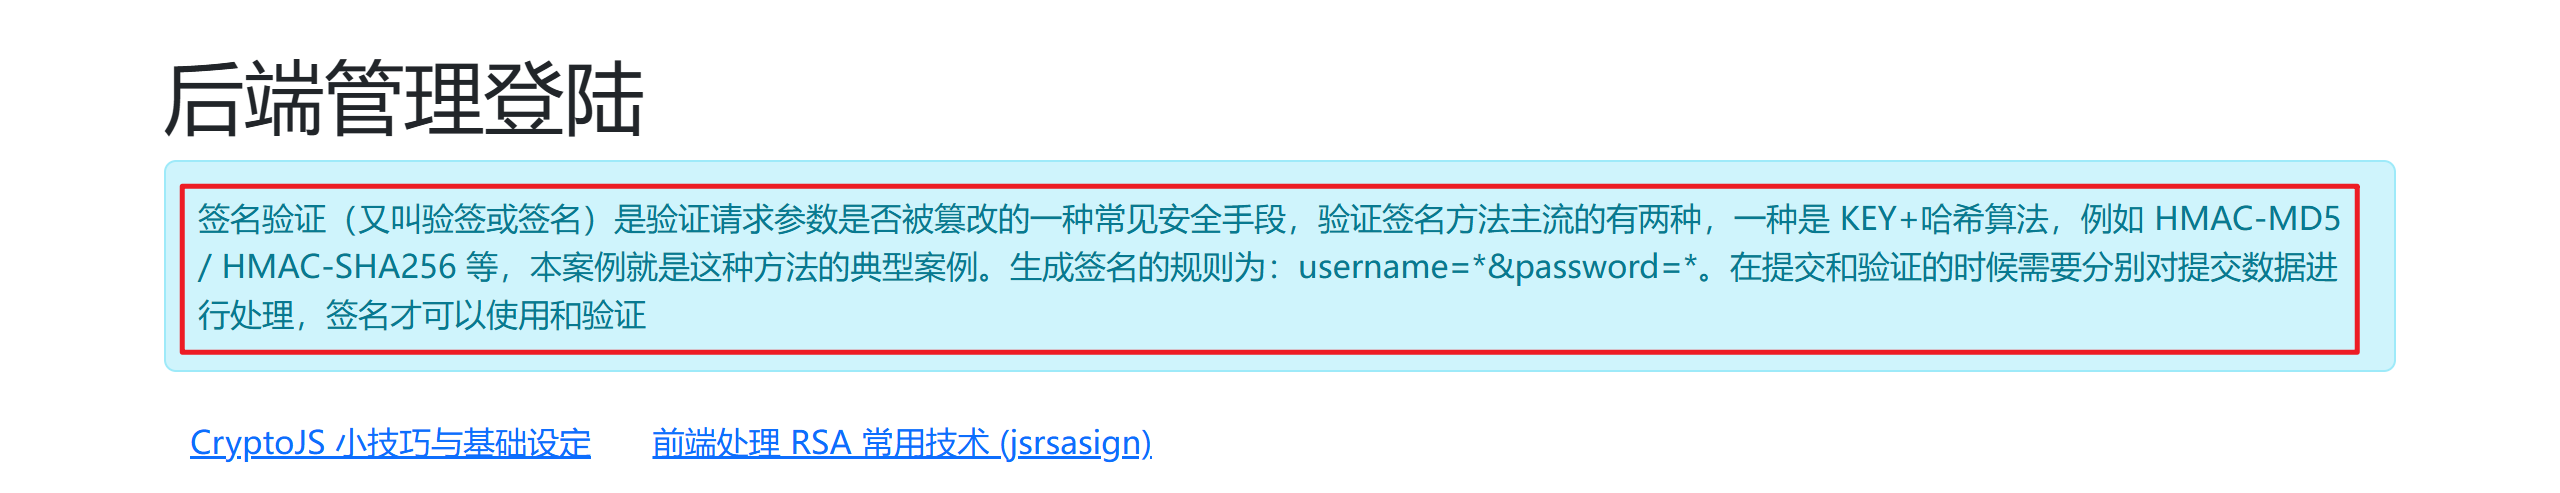 后端管理登陆
签名验证（又叫验签或签名）是验证请求参数是否被篡改的一种常见安全手段，验证签名方法主流的有两种，一种是 KEY+哈希算法，例如 HMAC-MD5
/ HMAC-SHA256 等，本案例就是这种方法的典型案例。生成签名的规则为：username=*&password=*。在提交和验证的时候需要分别对提交数据进
行处理，签名才可以使用和验证
CryptoJS 小技巧与基础设定 前端处理 RSA 常用技术 (jsrsasign)